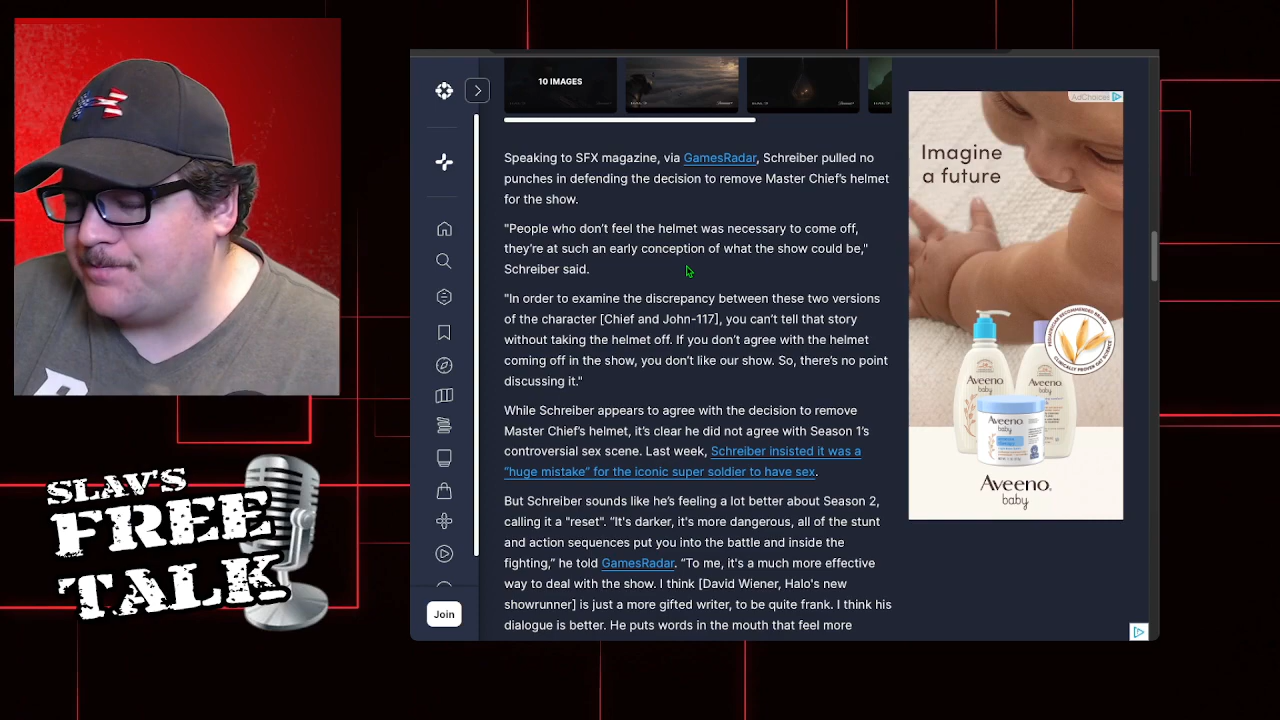 10 IMAGES
Speaking to SFX magazine, via GamesRadar, Schreiber pulled no
punches in defending the decision to remove Master Chief's helmet
for the show.
"People who don't feel the helmet was necessary to come off,
they're at such an early conception of what the show could be,"
Schreiber said.
"In order to examine the discrepancy between these two versions
of the character [Chief and John-117], you can't tell that story
without taking the helmet off. If you don't agree with the helmet
coming off in the show, you don't like our show. So, there's no point
discussing it."
While Schreiber appears to agree with the decision to remove
Master Chief's helmets, it's clear he did not agree with Season 1's
controversial sex scene. Last week, Schreiber insisted it was a
"huge mistake" for the iconic super soldier to have sex.
But Schreiber sounds like he's feeling a lot better about Season 2,
calling it a "reset". "It's darker, it's more dangerous, all of the stunt
and action sequences put you into the battle and inside the
fighting," he told GamesRadar. "To me, it's a much more effective
way to deal with the show. I think [David Wiener, Halo's new
showrunner] is just a more gifted writer, to be quite frank. I think his
dialogue is better. He puts words in the mouth that feel more
Join
AdChoices
Imagine
a future
Aveeno
baby
Aveeno
baby
Aveeno
baby
Aveeno
baby
SLAV'S
FREE
TALK